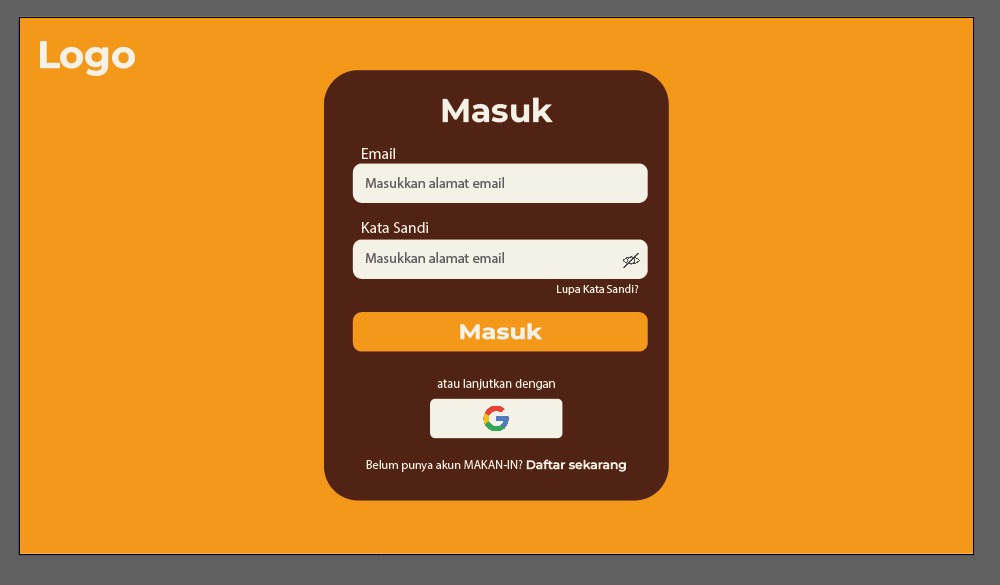 Logo
Masuk
Email
Masukkan alamat email
Kata Sandi
Masukkan alamat email
Lupa Kata Sandi?
Masuk
atau lanjutkan dengan
Belum punya akun MAKAN-IN? Daftar sekarang